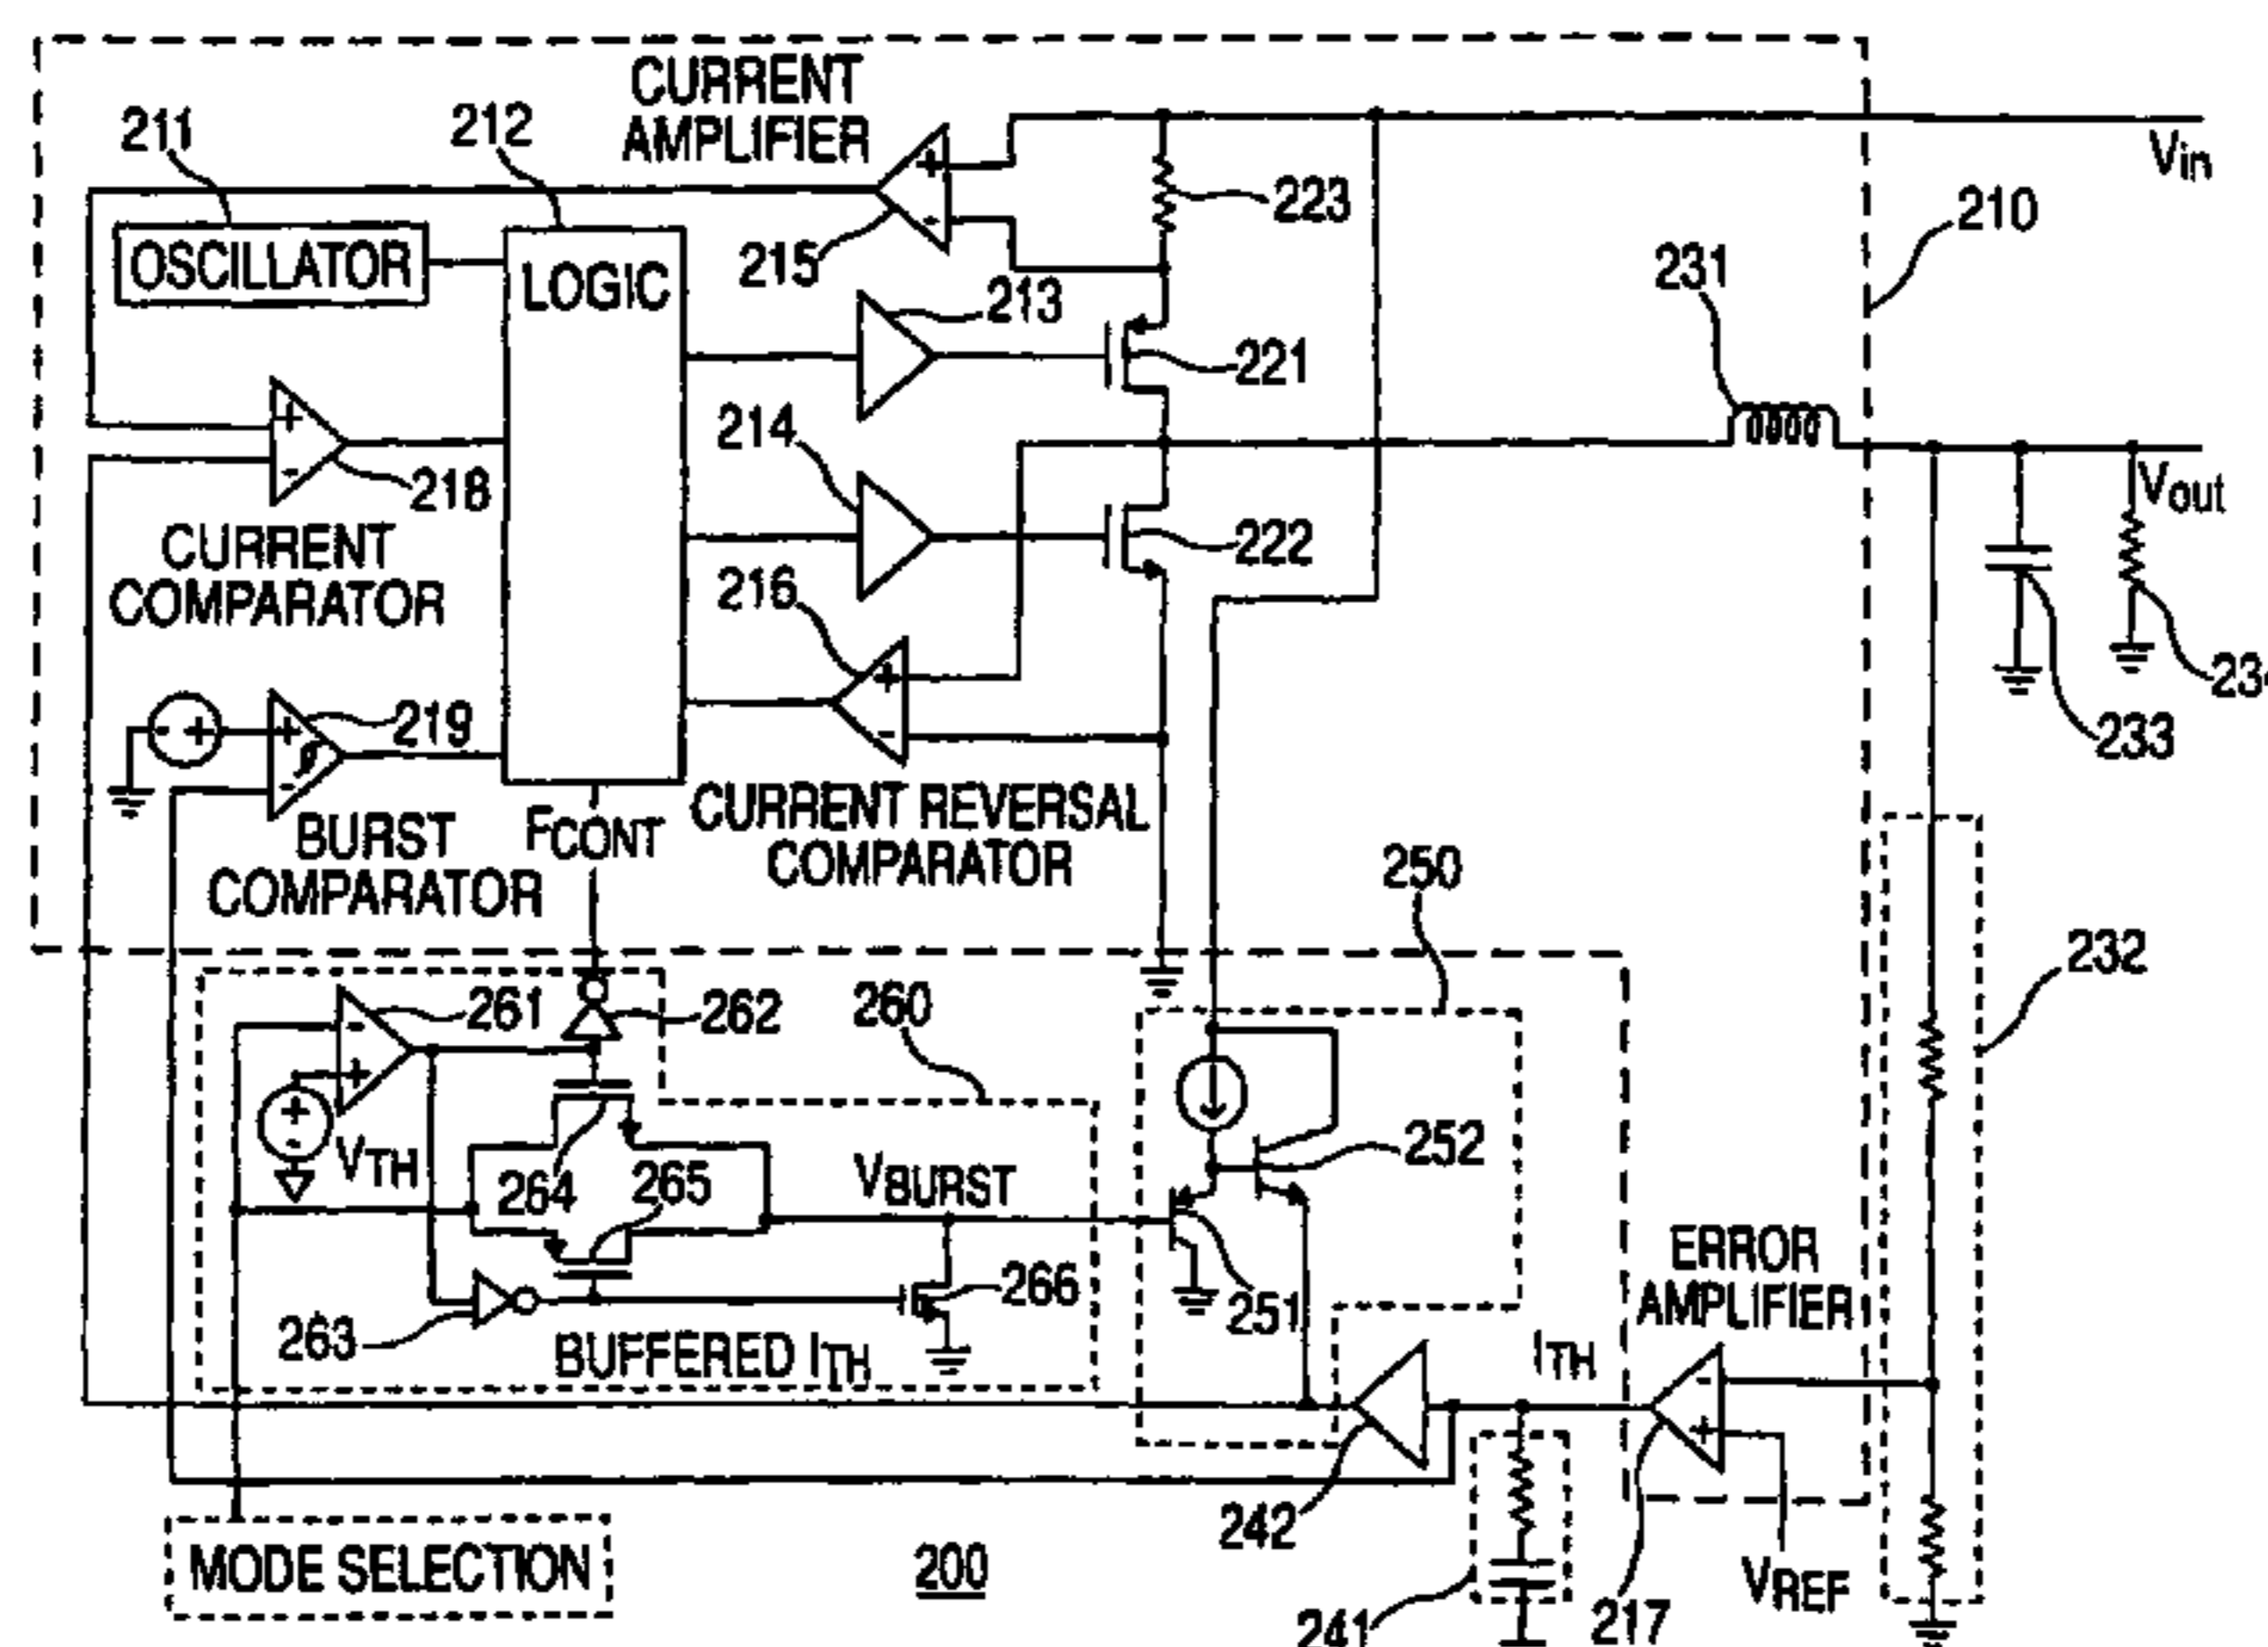 CURRENT
AMPLIFIER
211
212
Vin
223
210
OSCILLATOR
LOGIC
215
213
231
221
214
218
Vout
CURRENT
COMPARATOR
222
216
219
233
BURST
COMPARATOR
FCONT
CURRENT REVERSAL
COMPARATOR
250
232
261
262
260
VTH
264
265
VBURST
252
263
266
251
BUFFERED ITH
ITH
ERROR
AMPLIFIER
242
MODE SELECTION
200
241
217
VREF